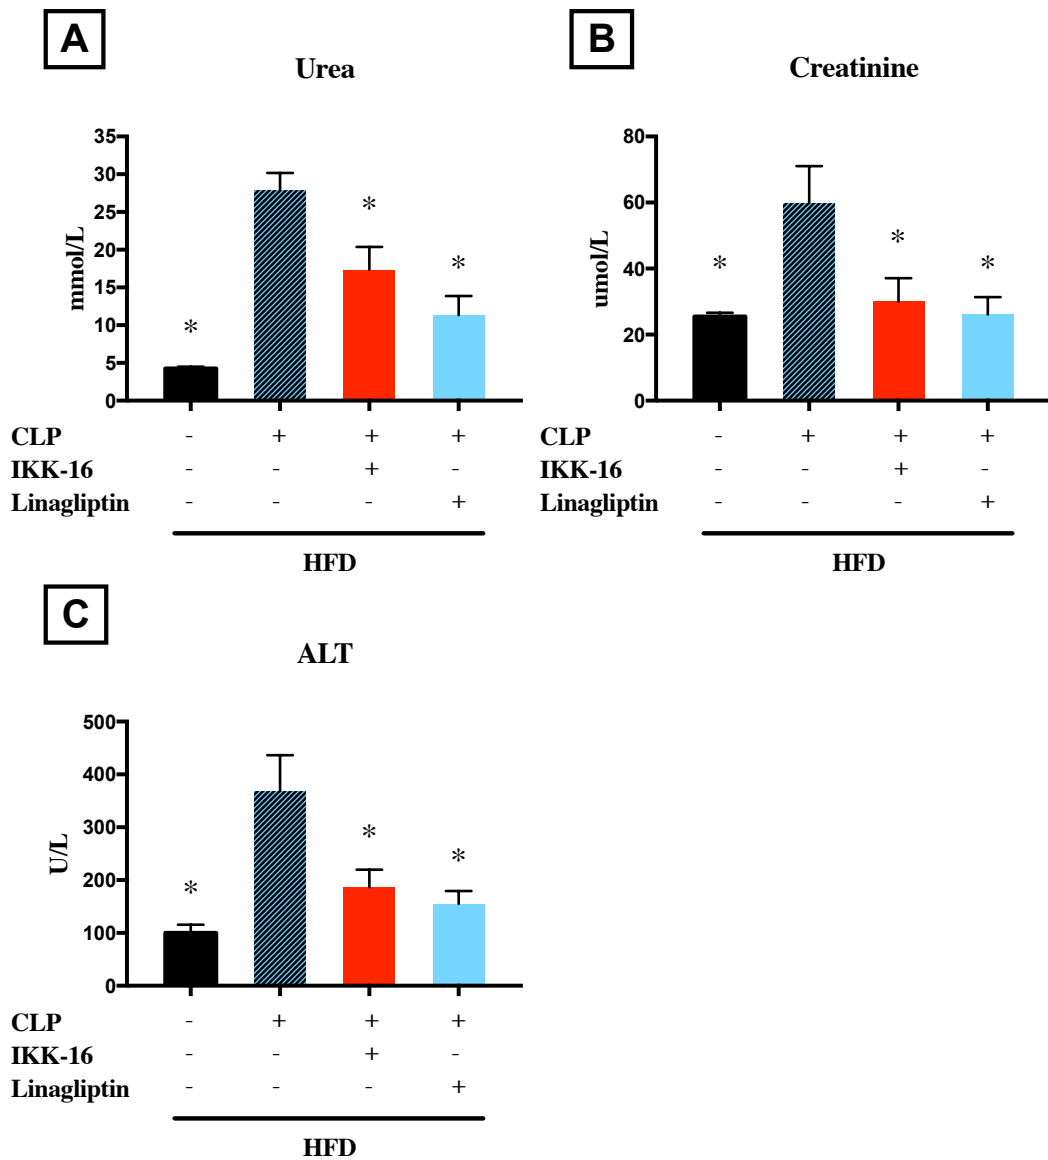 A
Urea
35
30
25
20
15
10
5
0
mmol/L
*
*
*
CLP - + + +
IKK-16 - - + -
Linagliptin - - - +
HFD
B
Creatinine
80
60
40
20
0
umol/L
*
*
*
CLP - + + +
IKK-16 - - + -
Linagliptin - - - +
HFD
C
ALT
500
400
300
200
100
0
U/L
*
*
*
CLP - + + +
IKK-16 - - + -
Linagliptin - - - +
HFD